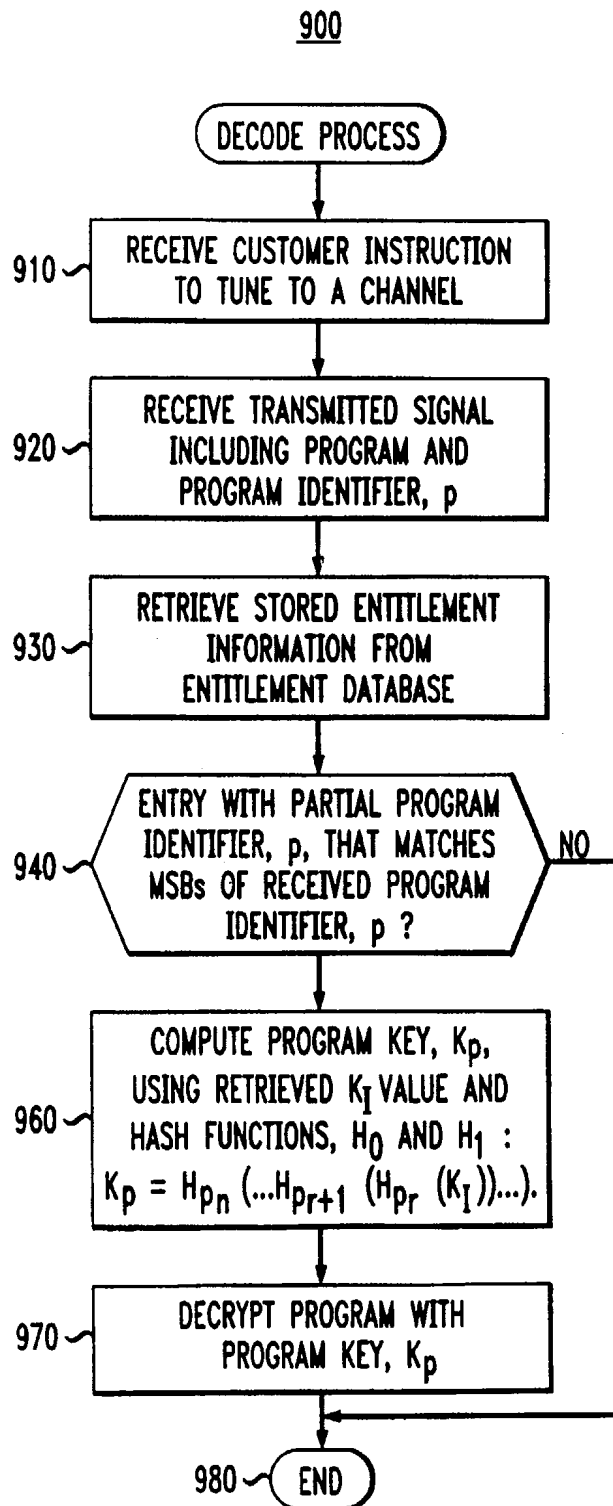 900
DECODE PROCESS
910
RECEIVE CUSTOMER INSTRUCTION
TO TUNE TO A CHANNEL
920
RECEIVE TRANSMITTED SIGNAL
INCLUDING PROGRAM AND
PROGRAM IDENTIFIER, p
930
RETRIEVE STORED ENTITLEMENT
INFORMATION FROM
ENTITLEMENT DATABASE
940
ENTRY WITH PARTIAL PROGRAM
IDENTIFIER, p, THAT MATCHES
MSBs OF RECEIVED PROGRAM
IDENTIFIER, p ?
NO
960
COMPUTE PROGRAM KEY, Kp,
USING RETRIEVED KI VALUE AND
HASH FUNCTIONS, H0 AND H1 :
Kp = Hpn (...Hpr+1 (Hpr (KI))...).
970
DECRYPT PROGRAM WITH
PROGRAM KEY, Kp
980
END